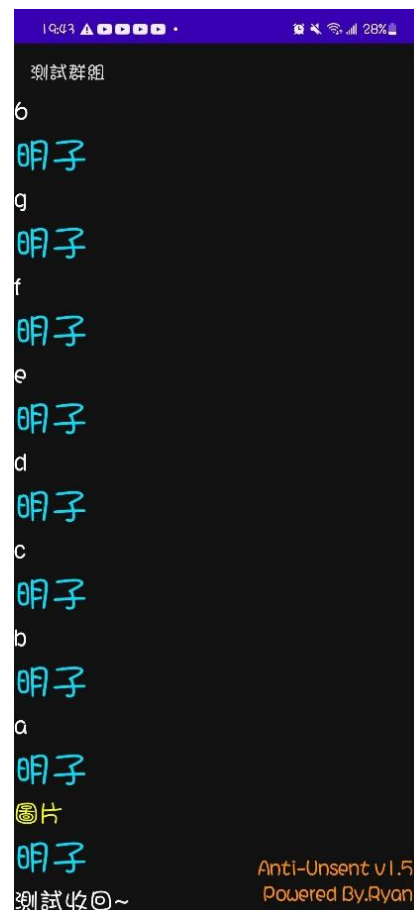 19:43
28%
測試群組
6
明子
g
明子
f
明子
e
明子
d
明子
c
明子
b
明子
a
明子
圖片
明子
測試收回~
Anti-Unsent v1.5
Powered By.Ryan